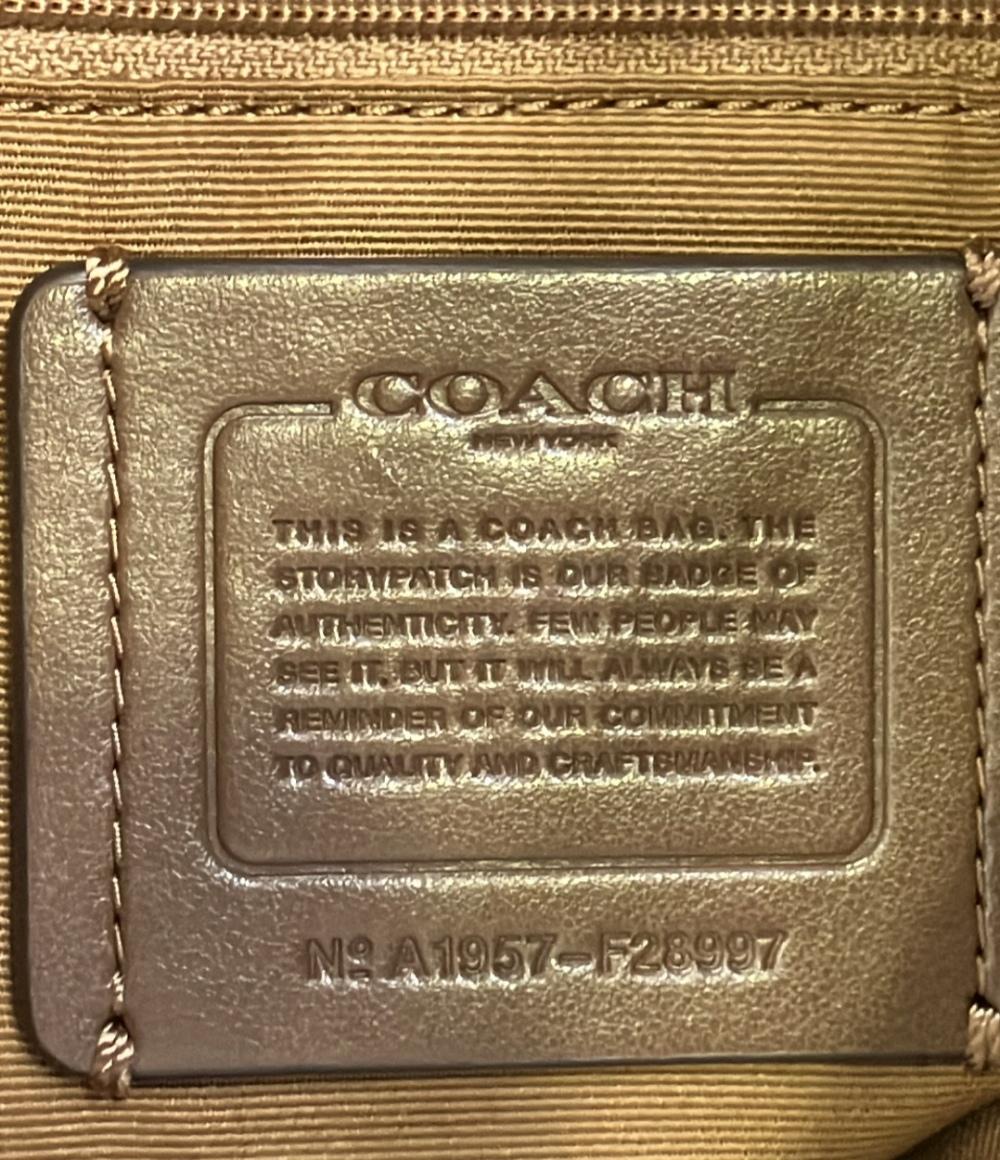 COACH
NEW YORK
THIS IS A COACH BAG. THE
STORYPATCH IS OUR BADGE OF
AUTHENTICITY. FEW PEOPLE MAY
SEE IT. BUT IT WILL ALWAYS BE A
REMINDER OF OUR COMMITMENT
TO QUALITY AND CRAFTSMANSHIP.
Nº A1957-F28997